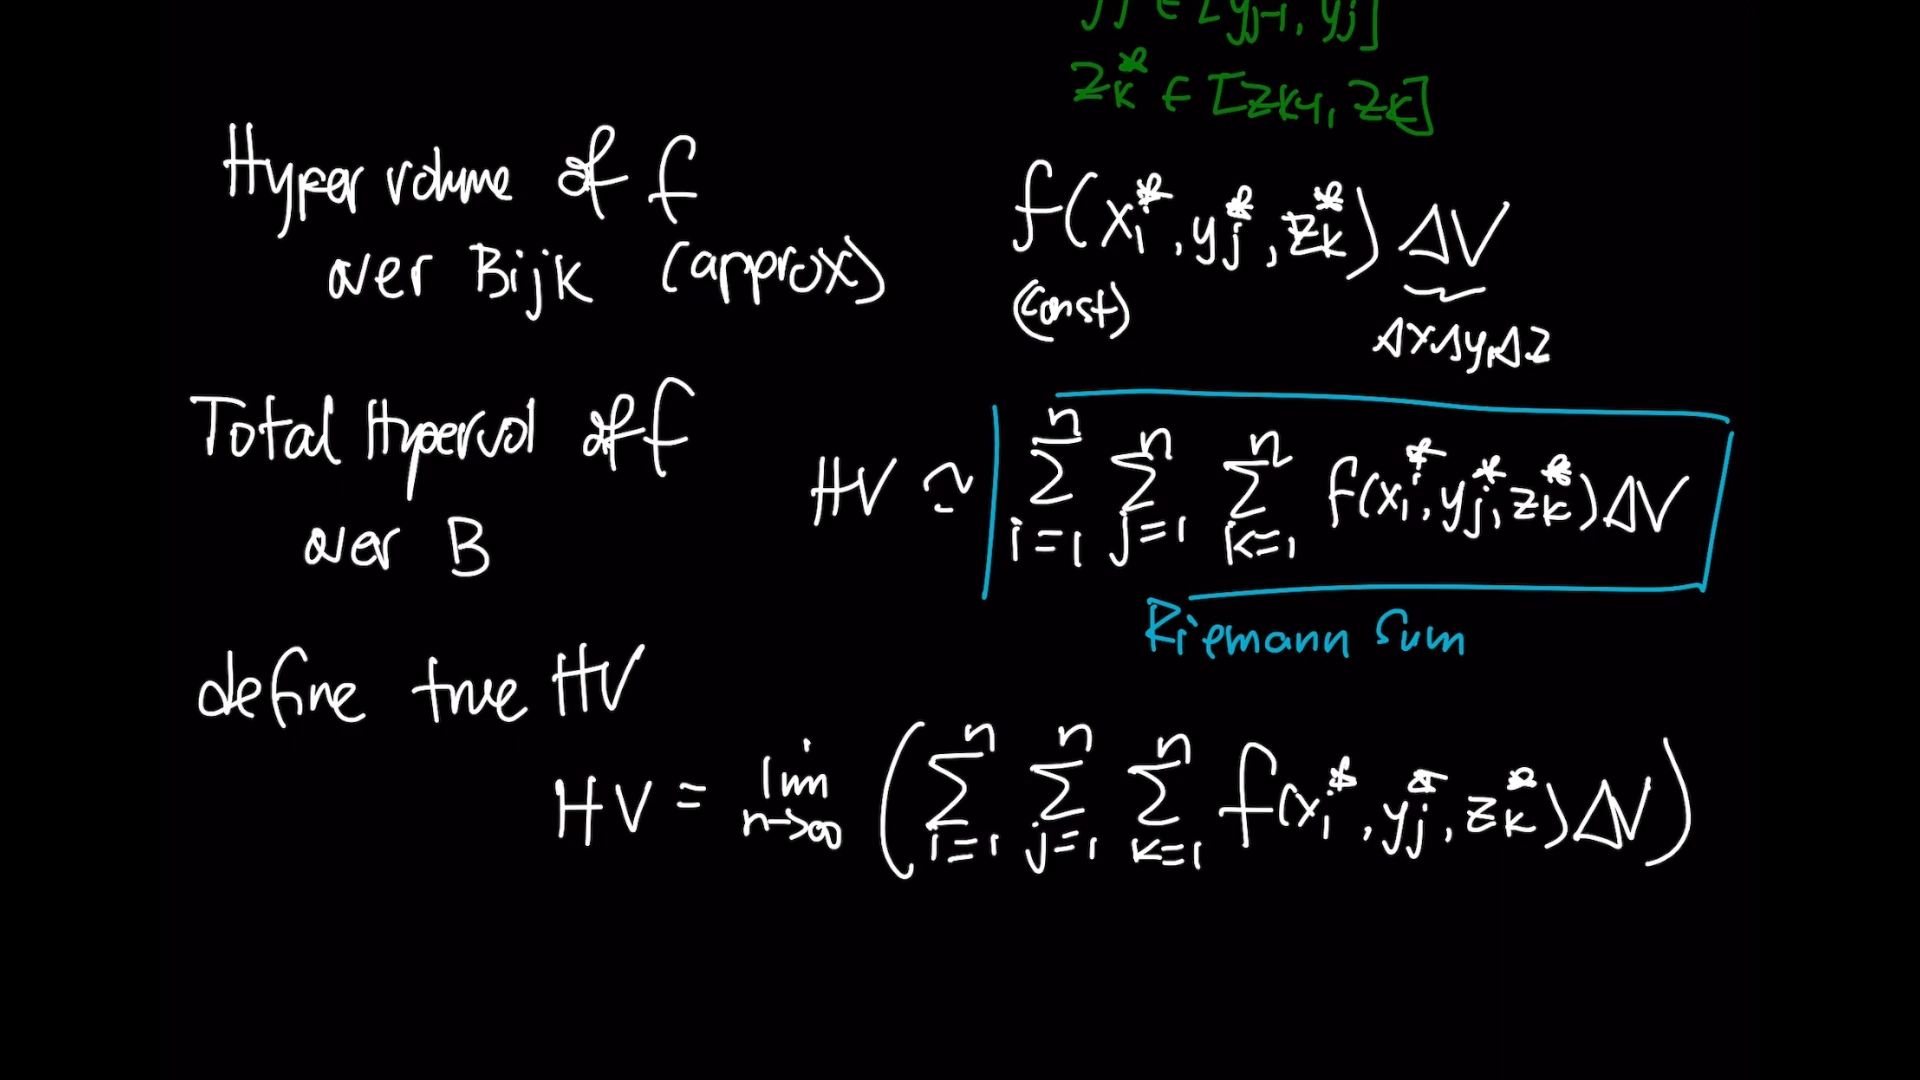 yj* ∈ [yj-1, yj]
zk* ∈ [zk-1, zk]
Hyper volume of f
over Bijk (approx)
f(xi*, yj*, zk*) ΔV
(const)
ΔxΔyΔz
Total Hypervol of f
over B
HV ≃ Σ_{i=1}^{n} Σ_{j=1}^{n} Σ_{k=1}^{n} f(xi*, yj*, zk*)ΔV
Riemann Sum
define true HV
HV = lim_{n→∞} ( Σ_{i=1}^{n} Σ_{j=1}^{n} Σ_{k=1}^{n} f(xi*, yj*, zk*)ΔV )